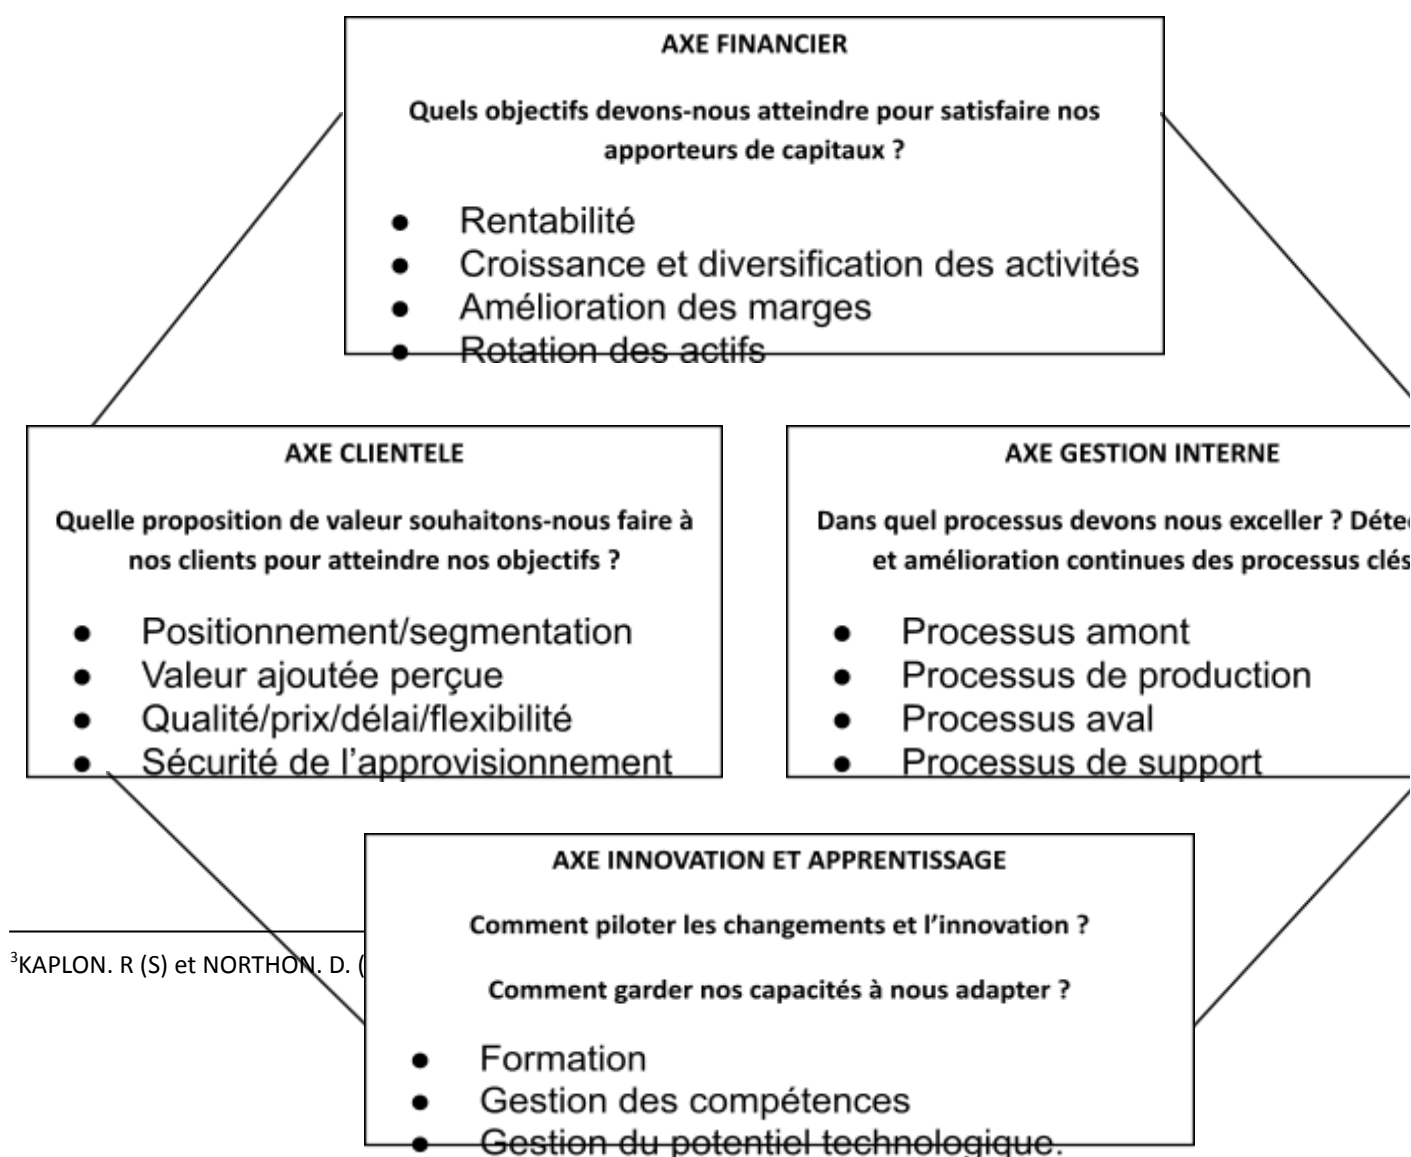 AXE FINANCIER
Quels objectifs devons-nous atteindre pour satisfaire nos
apporteurs de capitaux ?
● Rentabilité
● Croissance et diversification des activités
● Amélioration des marges
● Rotation des actifs
AXE CLIENTELE
Quelle proposition de valeur souhaitons-nous faire à
nos clients pour atteindre nos objectifs ?
● Positionnement/segmentation
● Valeur ajoutée perçue
● Qualité/prix/délai/flexibilité
● Sécurité de l’approvisionnement
AXE GESTION INTERNE
Dans quel processus devons nous exceller ?
et amélioration continues des processus clés
● Processus amont
● Processus de production
● Processus aval
● Processus de support
AXE INNOVATION ET APPRENTISSAGE
Comment piloter les changements et l’innovation ?
Comment garder nos capacités à nous adapter ?
● Formation
● Gestion des compétences
● Gestion du potentiel technologique.
³KAPLON. R (S) et NORTHON. D. (